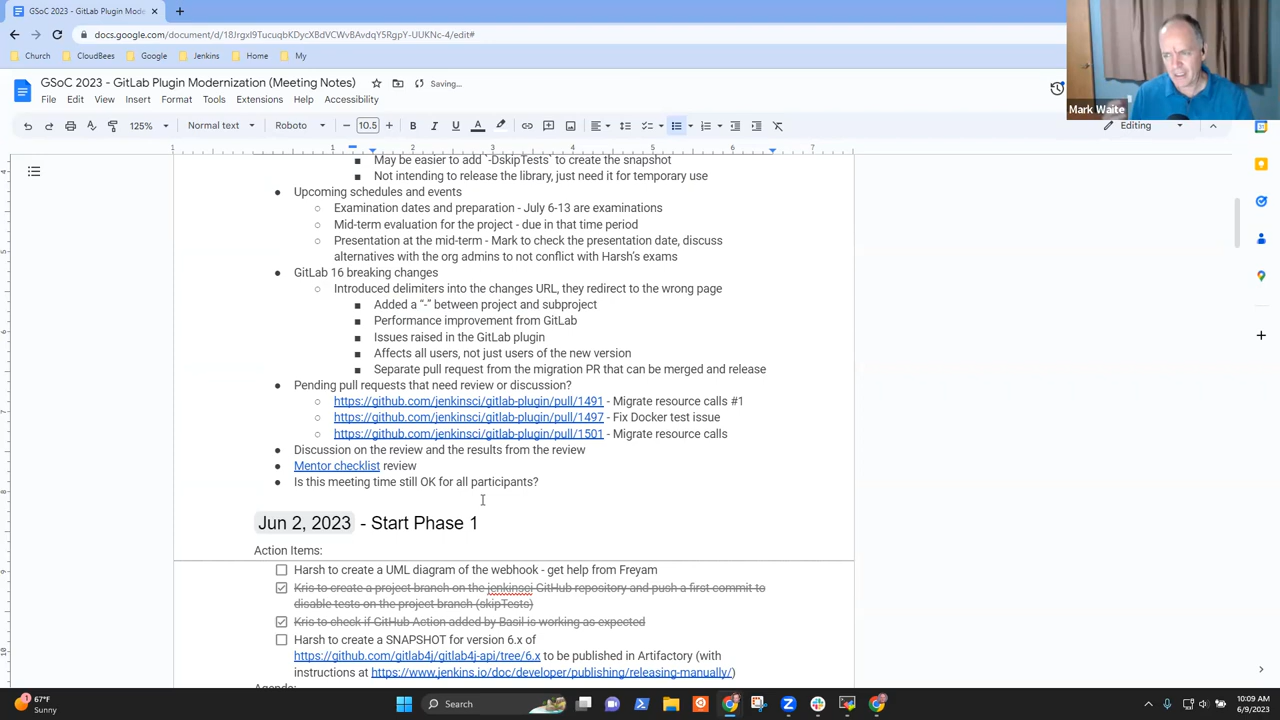 GSoC 2023 - GitLab Plugin Mode
docs.google.com/document/d/18Jrgxl9TucuqbKDycXBdVCWvBAvdqY5RgpY-UUKNc-4/edit#
Church
CloudBees
Google
Jenkins
Home
My
GSoC 2023 - GitLab Plugin Modernization (Meeting Notes)
Saving...
File Edit View Insert Format Tools Extensions Help Accessibility
Mark Waite
125%
Normal text
Roboto
10.5
Editing
May be easier to add `-DskipTests` to create the snapshot
Not intending to release the library, just need it for temporary use
Upcoming schedules and events
Examination dates and preparation - July 6-13 are examinations
Mid-term evaluation for the project - due in that time period
Presentation at the mid-term - Mark to check the presentation date, discuss
alternatives with the org admins to not conflict with Harsh's exams
GitLab 16 breaking changes
Introduced delimiters into the changes URL, they redirect to the wrong page
Added a “-” between project and subproject
Performance improvement from GitLab
Issues raised in the GitLab plugin
Affects all users, not just users of the new version
Separate pull request from the migration PR that can be merged and release
Pending pull requests that need review or discussion?
https://github.com/jenkinsci/gitlab-plugin/pull/1491 - Migrate resource calls #1
https://github.com/jenkinsci/gitlab-plugin/pull/1497 - Fix Docker test issue
https://github.com/jenkinsci/gitlab-plugin/pull/1501 - Migrate resource calls
Discussion on the review and the results from the review
Mentor checklist review
Is this meeting time still OK for all participants?
Jun 2, 2023 - Start Phase 1
Action Items:
Harsh to create a UML diagram of the webhook - get help from Freyam
Kris to create a project branch on the jenkinsci GitHub repository and push a first commit to
disable tests on the project branch (skipTests)
Kris to check if GitHub Action added by Basil is working as expected
Harsh to create a SNAPSHOT for version 6.x of
https://github.com/gitlab4j/gitlab4j-api/tree/6.x to be published in Artifactory (with
instructions at https://www.jenkins.io/doc/developer/publishing/releasing-manually/)
Agenda:
67°F
Sunny
Search
10:09 AM
6/9/2023